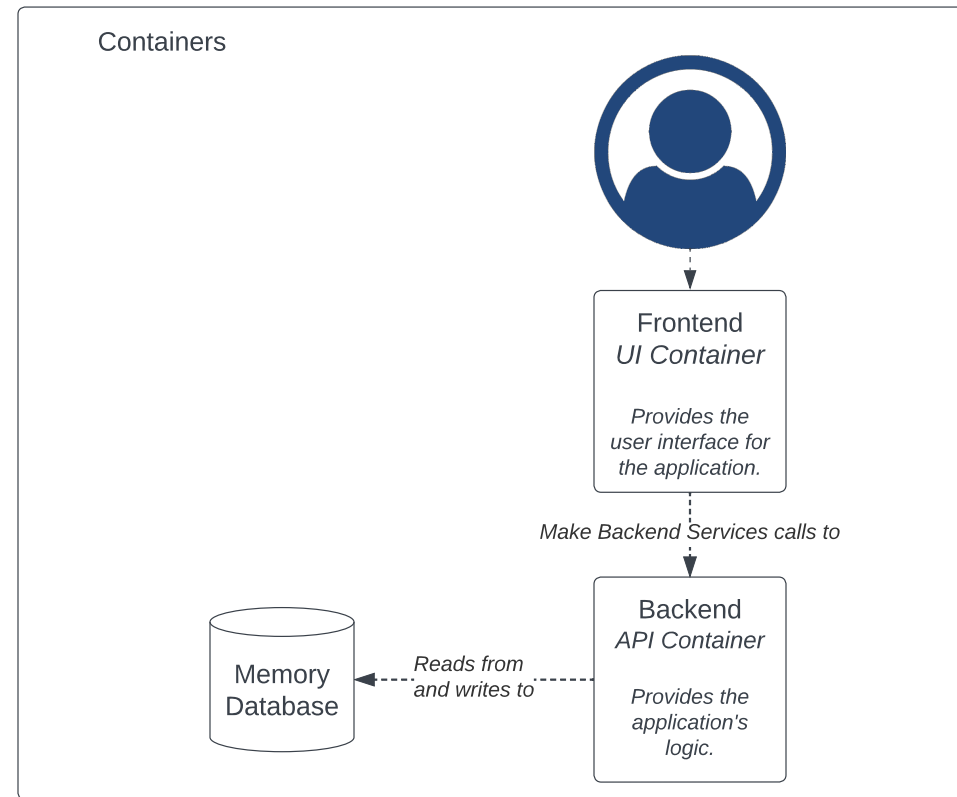 Containers
Frontend
UI Container
Provides the
user interface for
the application.
Make Backend Services calls to
Backend
API Container
Provides the
application's
logic.
Reads from
and writes to
Memory
Database